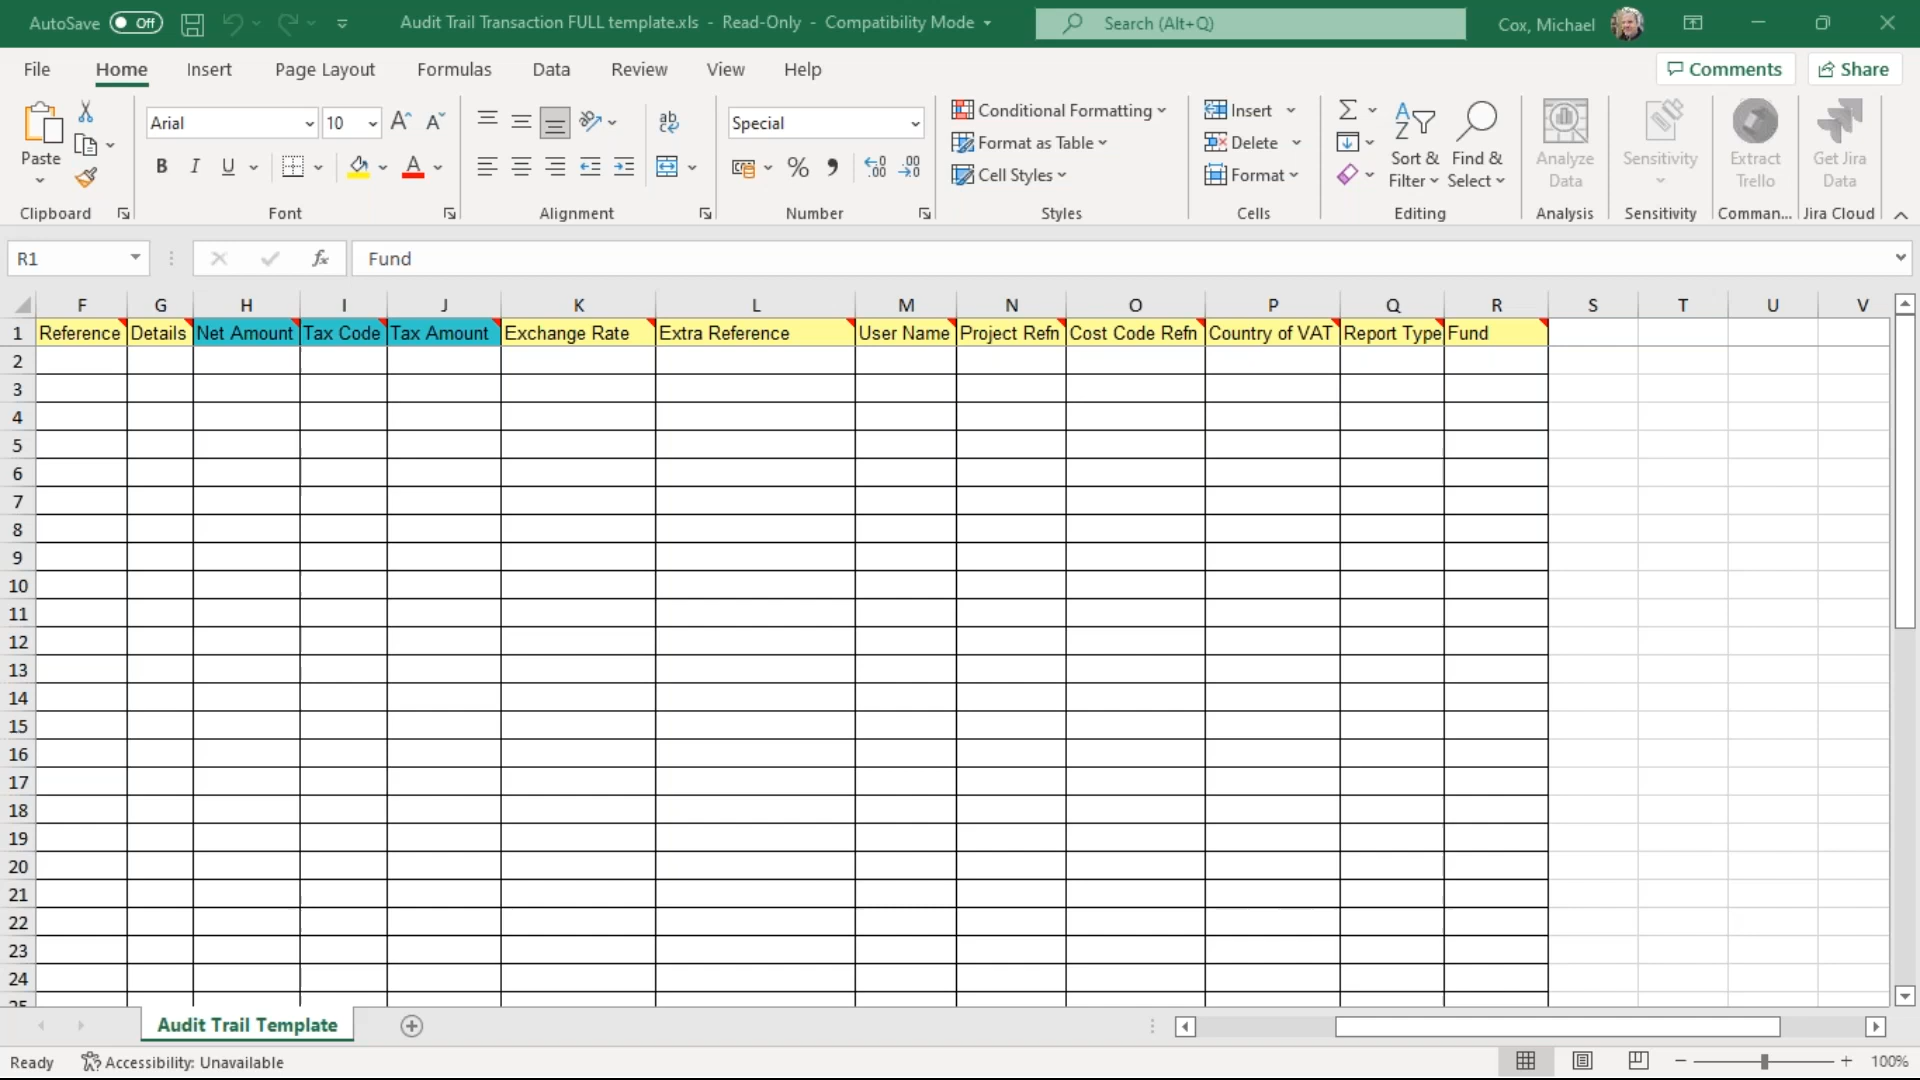 AutoSave Off Audit Trail Transaction FULL template.xls - Read-Only - Compatibility Mode Search (Alt+Q) Cox, Michael
File Home Insert Page Layout Formulas Data Review View Help Comments Share
Arial 10 A A ab c Special Conditional Formatting Insert Σ A Z
Paste B I U A % , .00 .00 Format as Table Delete Sort & Filter Find & Select Analyze Data Sensitivity Extract Trello Get Jira Data
Cell Styles Format
Clipboard Font Alignment Number Styles Cells Editing Analysis Sensitivity Comman... Jira Cloud
R1 fx Fund
F G H I J K L M N O P Q R S T U V
1 Reference Details Net Amount Tax Code Tax Amount Exchange Rate Extra Reference User Name Project Refn Cost Code Refn Country of VAT Report Type Fund
2
3
4
5
6
7
8
9
10
11
12
13
14
15
16
17
18
19
20
21
22
23
24
25
Audit Trail Template
Ready Accessibility: Unavailable 100%